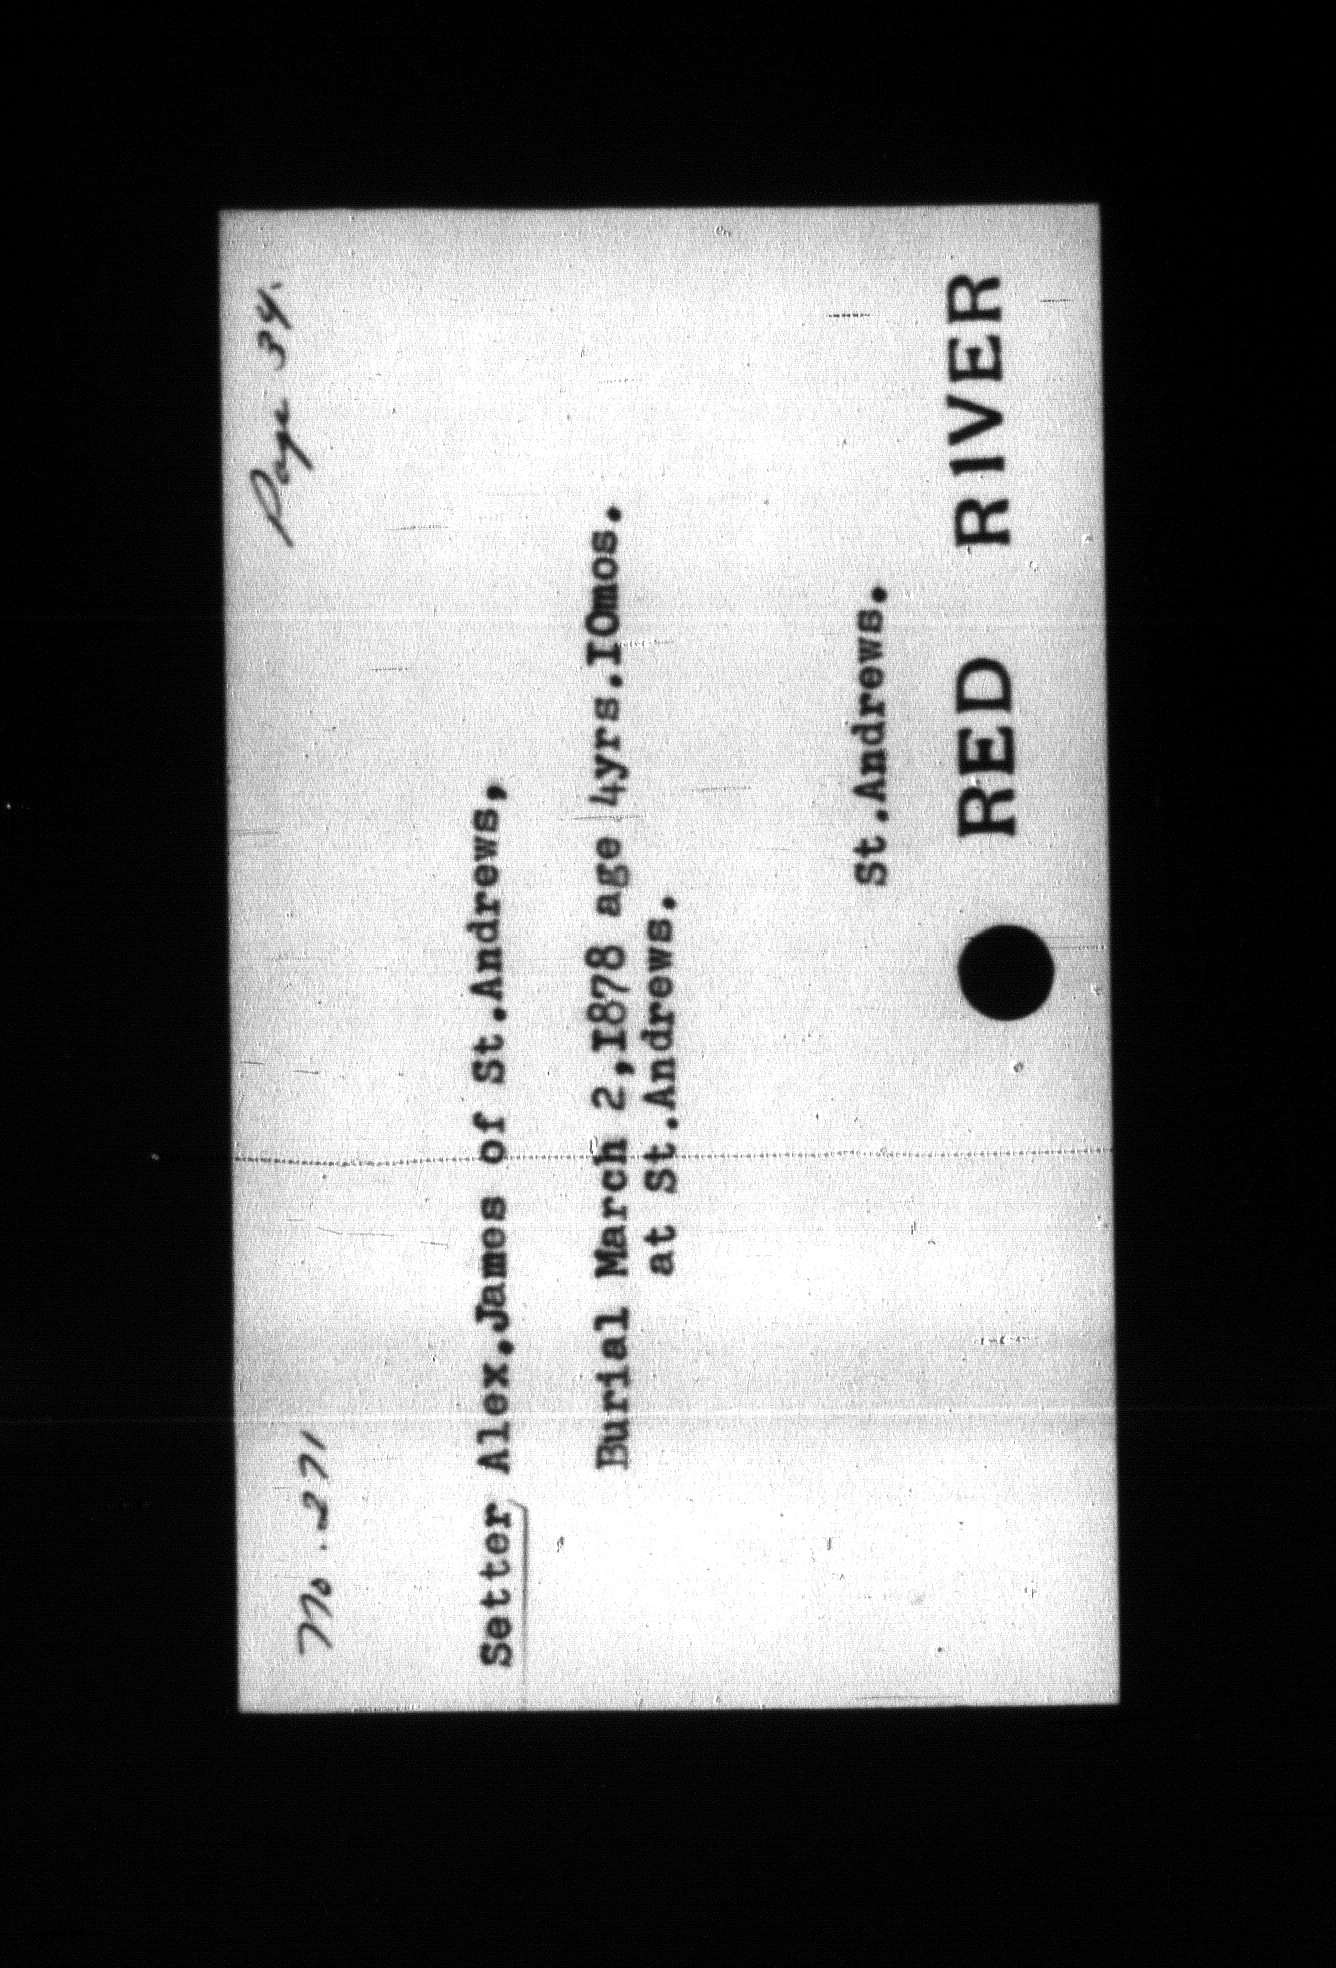 No. 271
Page 34.
Setter Alex.James of St.Andrews,
Burial March 2,1878 age 4yrs.10mos.
at St.Andrews.
St.Andrews.
RED RIVER